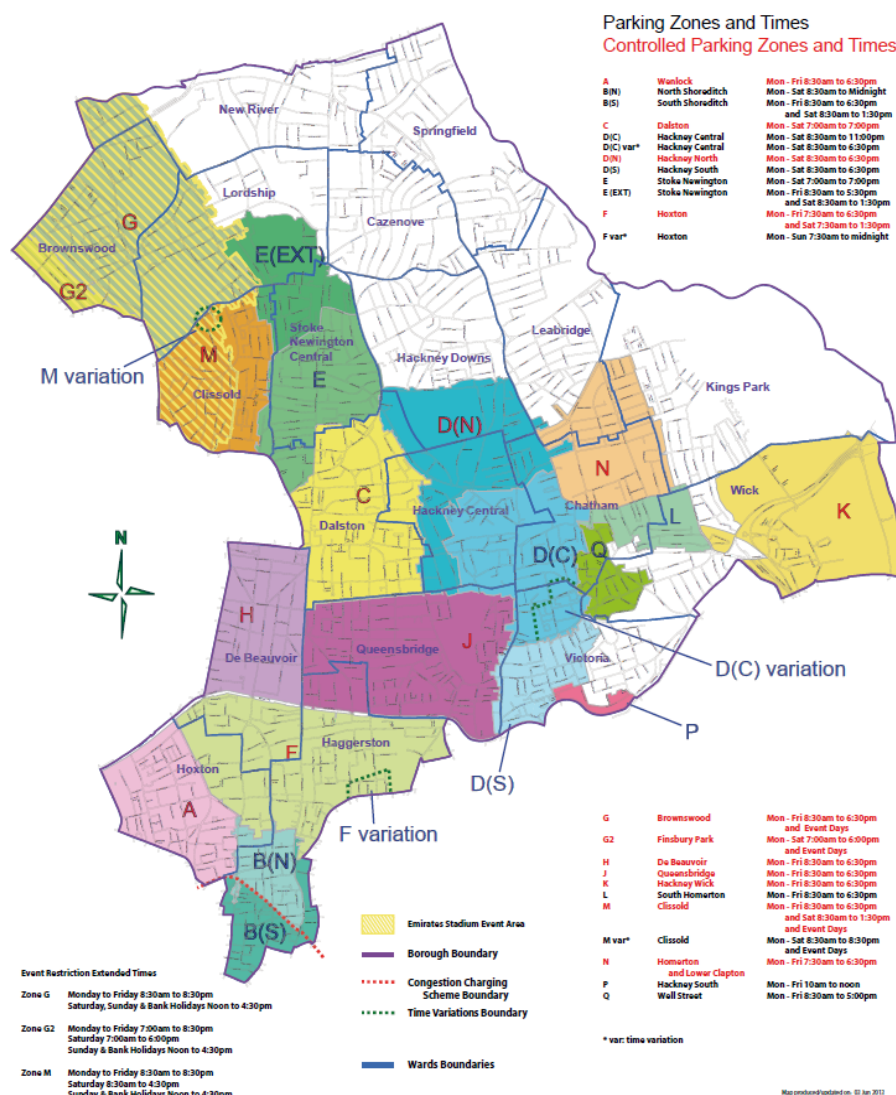 Parking Zones and Times
Controlled Parking Zones and Times
A Wenlock Mon - Fri 8:30am to 6:30pm
B(N) North Shoreditch Mon - Sat 8:30am to Midnight
B(S) South Shoreditch Mon - Fri 8:30am to 6:30pm
and Sat 8:30am to 1:30pm
C Dalston Mon - Sat 7:00am to 7:00pm
D(C) Hackney Central Mon - Sat 8:30am to 11:00pm
D(C) var* Hackney Central Mon - Sat 8:30am to 6:30pm
D(N) Hackney North Mon - Sat 8:30am to 6:30pm
D(S) Hackney South Mon - Sat 8:30am to 6:30pm
E Stoke Newington Mon - Sat 7:00am to 7:00pm
E (EXT) Stoke Newington Mon - Fri 8:30am to 5:30pm
and Sat 8:30am to 1:30pm
F Hoxton Mon - Fri 7:30am to 6:30pm
and Sat 7:30am to 1:30pm
F var* Hoxton Mon - Sun 7:30am to midnight
New River
Springfield
Lordship
Cazenove
G
Brownswood
E(EXT)
G2
Stoke
Newington
Central
Leabridge
Hackney Downs
M
M variation
Clissold
E
Kings Park
D(N)
N
C
Wick
K
Chatham
Dalston
Hackney Central
L
N
D(C)
Q
H
J
De Beauvoir
Queensbridge
Victoria
D(C) variation
P
F
Haggerston
Hoxton
D(S)
A
F variation
B(N)
B(S)
G Brownswood Mon - Fri 8:30am to 6:30pm
and Event Days
G2 Finsbury Park Mon - Sat 7:00am to 6:00pm
and Event Days
H De Beauvoir Mon - Fri 8:30am to 6:30pm
J Queensbridge Mon - Fri 8:30am to 6:30pm
K Hackney Wick Mon - Fri 8:30am to 6:30pm
L South Homerton Mon - Fri 8:30am to 6:30pm
M Clissold Mon - Fri 8:30am to 6:30pm
and Sat 8:30am to 1:30pm
and Event Days
M var* Clissold Mon - Sat 8:30am to 8:30pm
and Event Days
N Homerton Mon - Fri 7:30am to 6:30pm
and Lower Clapton
P Hackney South Mon - Fri 10am to noon
Q Well Street Mon - Fri 8:30am to 5:00pm
* var: time variation
Emirates Stadium Event Area
Borough Boundary
Congestion Charging
Scheme Boundary
Time Variations Boundary
Wards Boundaries
Event Restriction Extended Times
Zone G Monday to Friday 8:30am to 8:30pm
Saturday, Sunday & Bank Holidays Noon to 4:30pm
Zone G2 Monday to Friday 7:00am to 8:30pm
Saturday 7:00am to 6:00pm
Sunday & Bank Holidays Noon to 4:30pm
Zone M Monday to Friday 8:30am to 8:30pm
Saturday 8:30am to 4:30pm
Sunday & Bank Holidays Noon to 4:30pm
Map produced/updated on: 03 Jan 2012